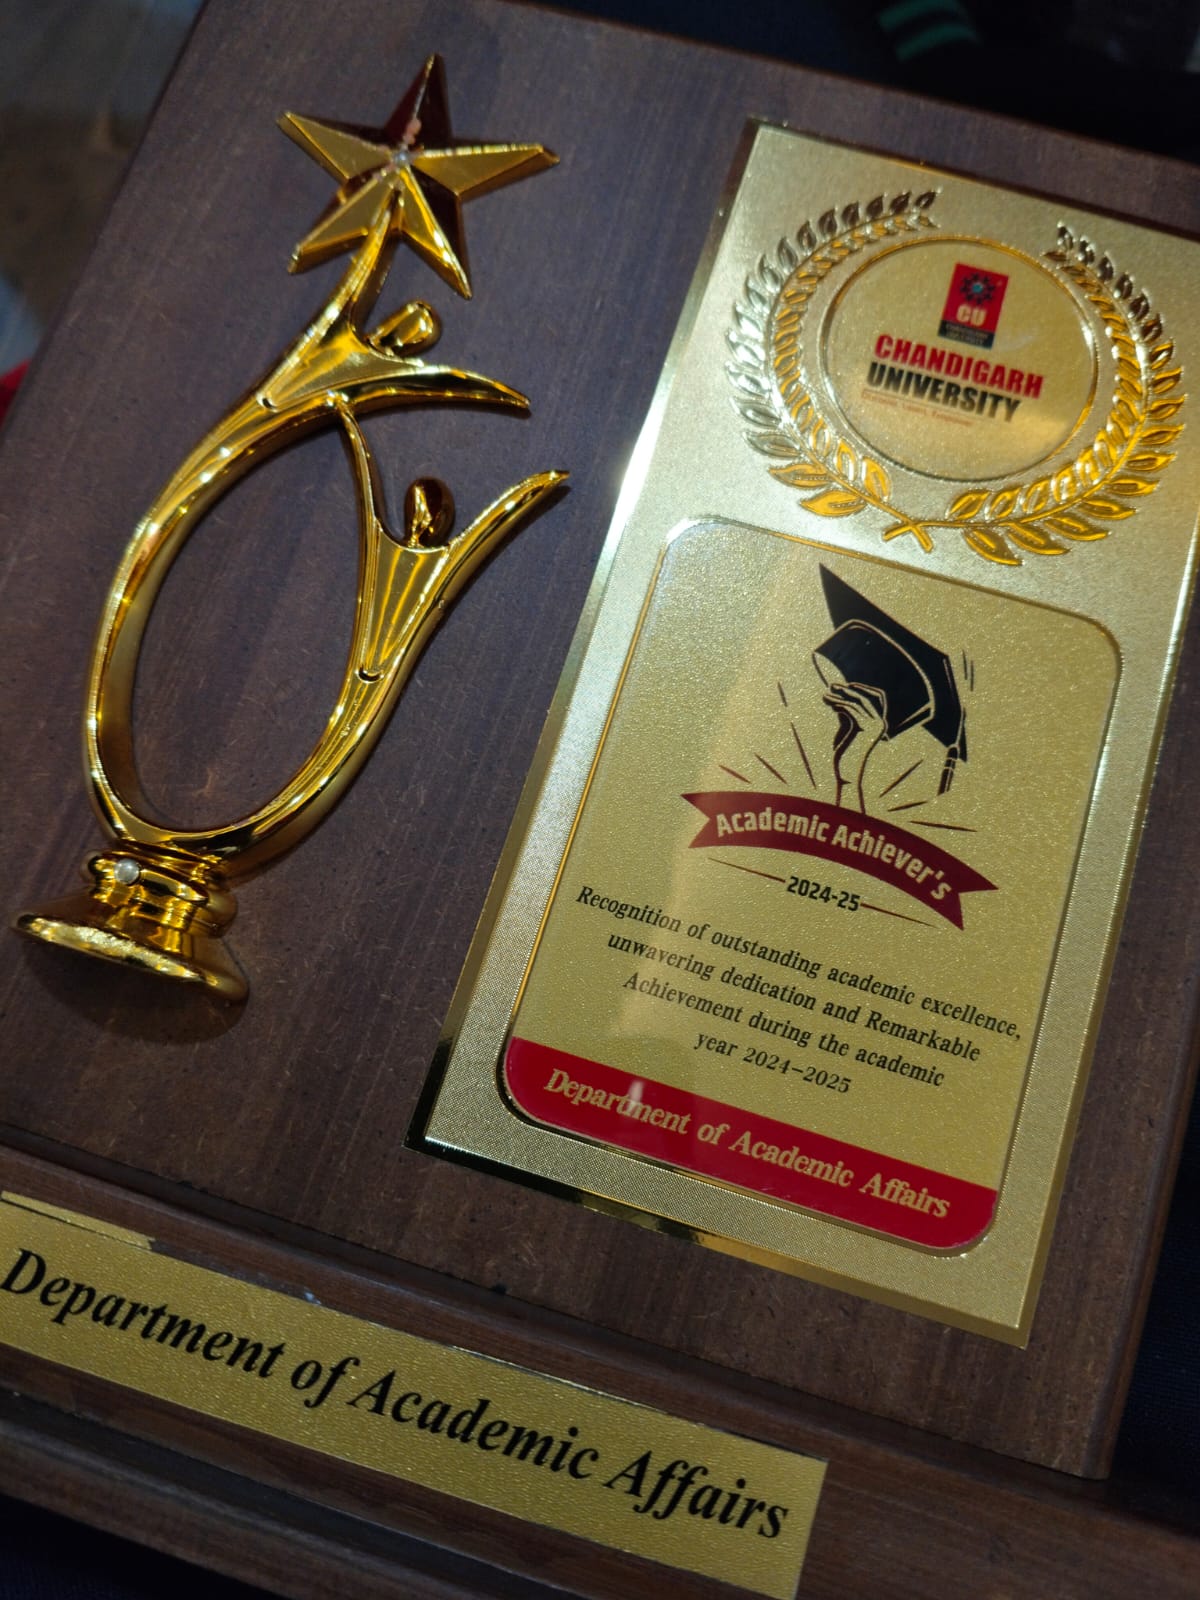 CU
CHANDIGARH
UNIVERSITY
Academic Achiever's
2024-25
Recognition of outstanding academic excellence,
unwavering dedication and Remarkable
Achievement during the academic
year 2024-2025
Department of Academic Affairs
Department of Academic Affairs